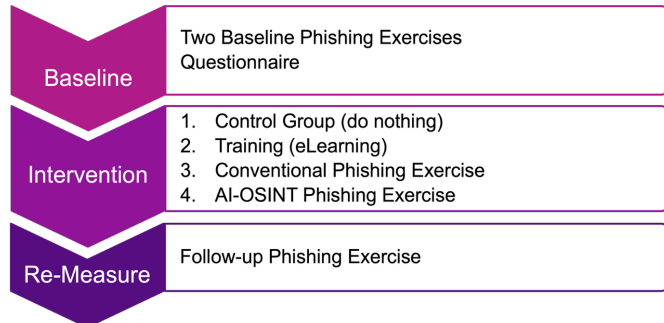 Baseline
Two Baseline Phishing Exercises
Questionnaire
Intervention
1. Control Group (do nothing)
2. Training (eLearning)
3. Conventional Phishing Exercise
4. AI-OSINT Phishing Exercise
Re-Measure
Follow-up Phishing Exercise